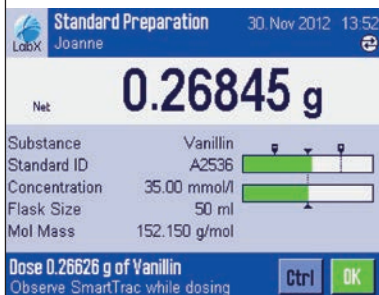 Standard Preparation 30. Nov 2012 13:52
LabX Joanne
Net 0.26845 g
Substance Vanillin
Standard ID A2536
Concentration 35.00 mmol/l
Flask Size 50 ml
Mol Mass 152.150 g/mol
Dose 0.26626 g of Vanillin
Observe SmartTrac while dosing
Ctrl OK